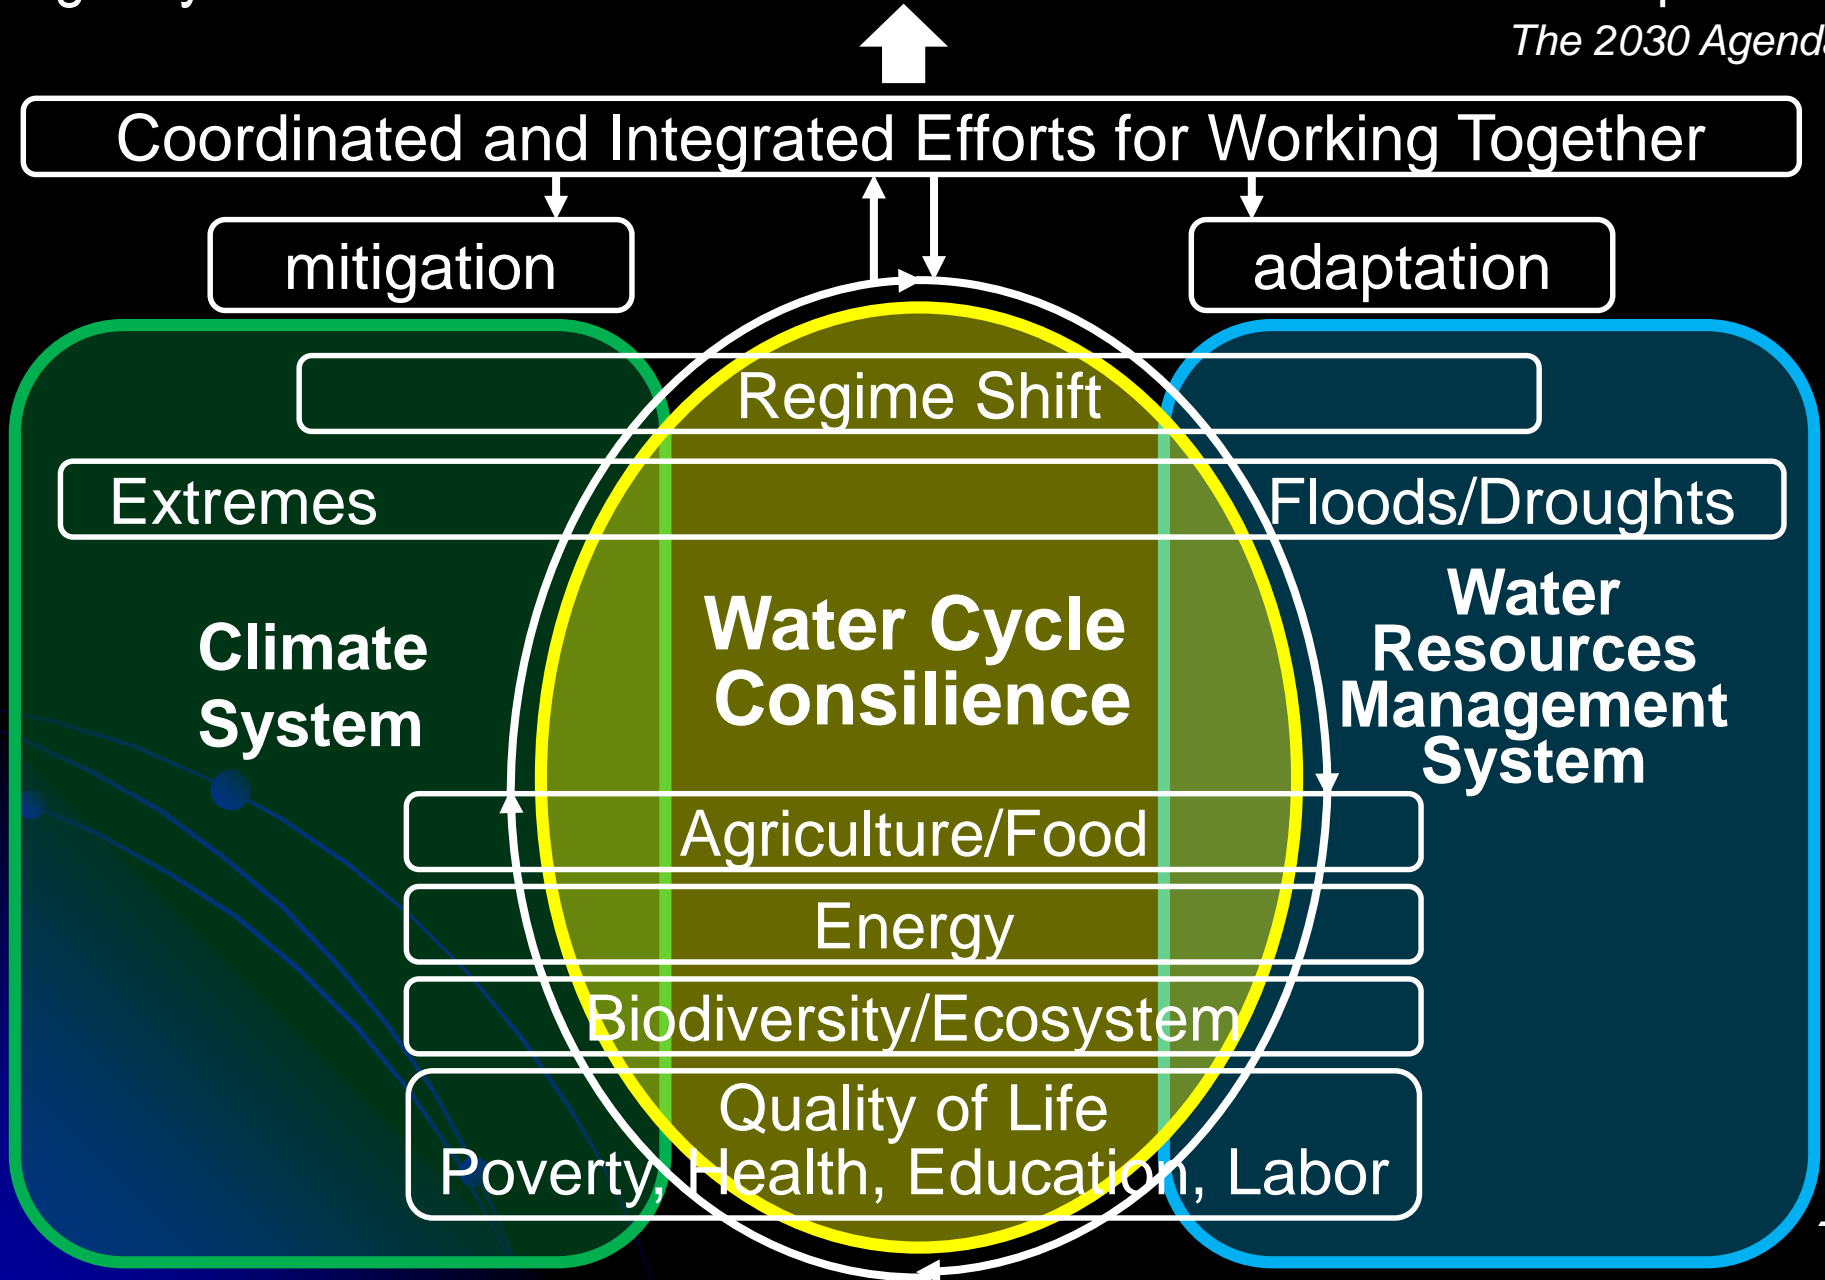 The 2030 Agenda
Coordinated and Integrated Efforts for Working Together
mitigation
adaptation
Regime Shift
Extremes
Floods/Droughts
Climate
System
Water Cycle
Consilience
Water
Resources
Management
System
Agriculture/Food
Energy
Biodiversity/Ecosystem
Quality of Life
Poverty, Health, Education, Labor